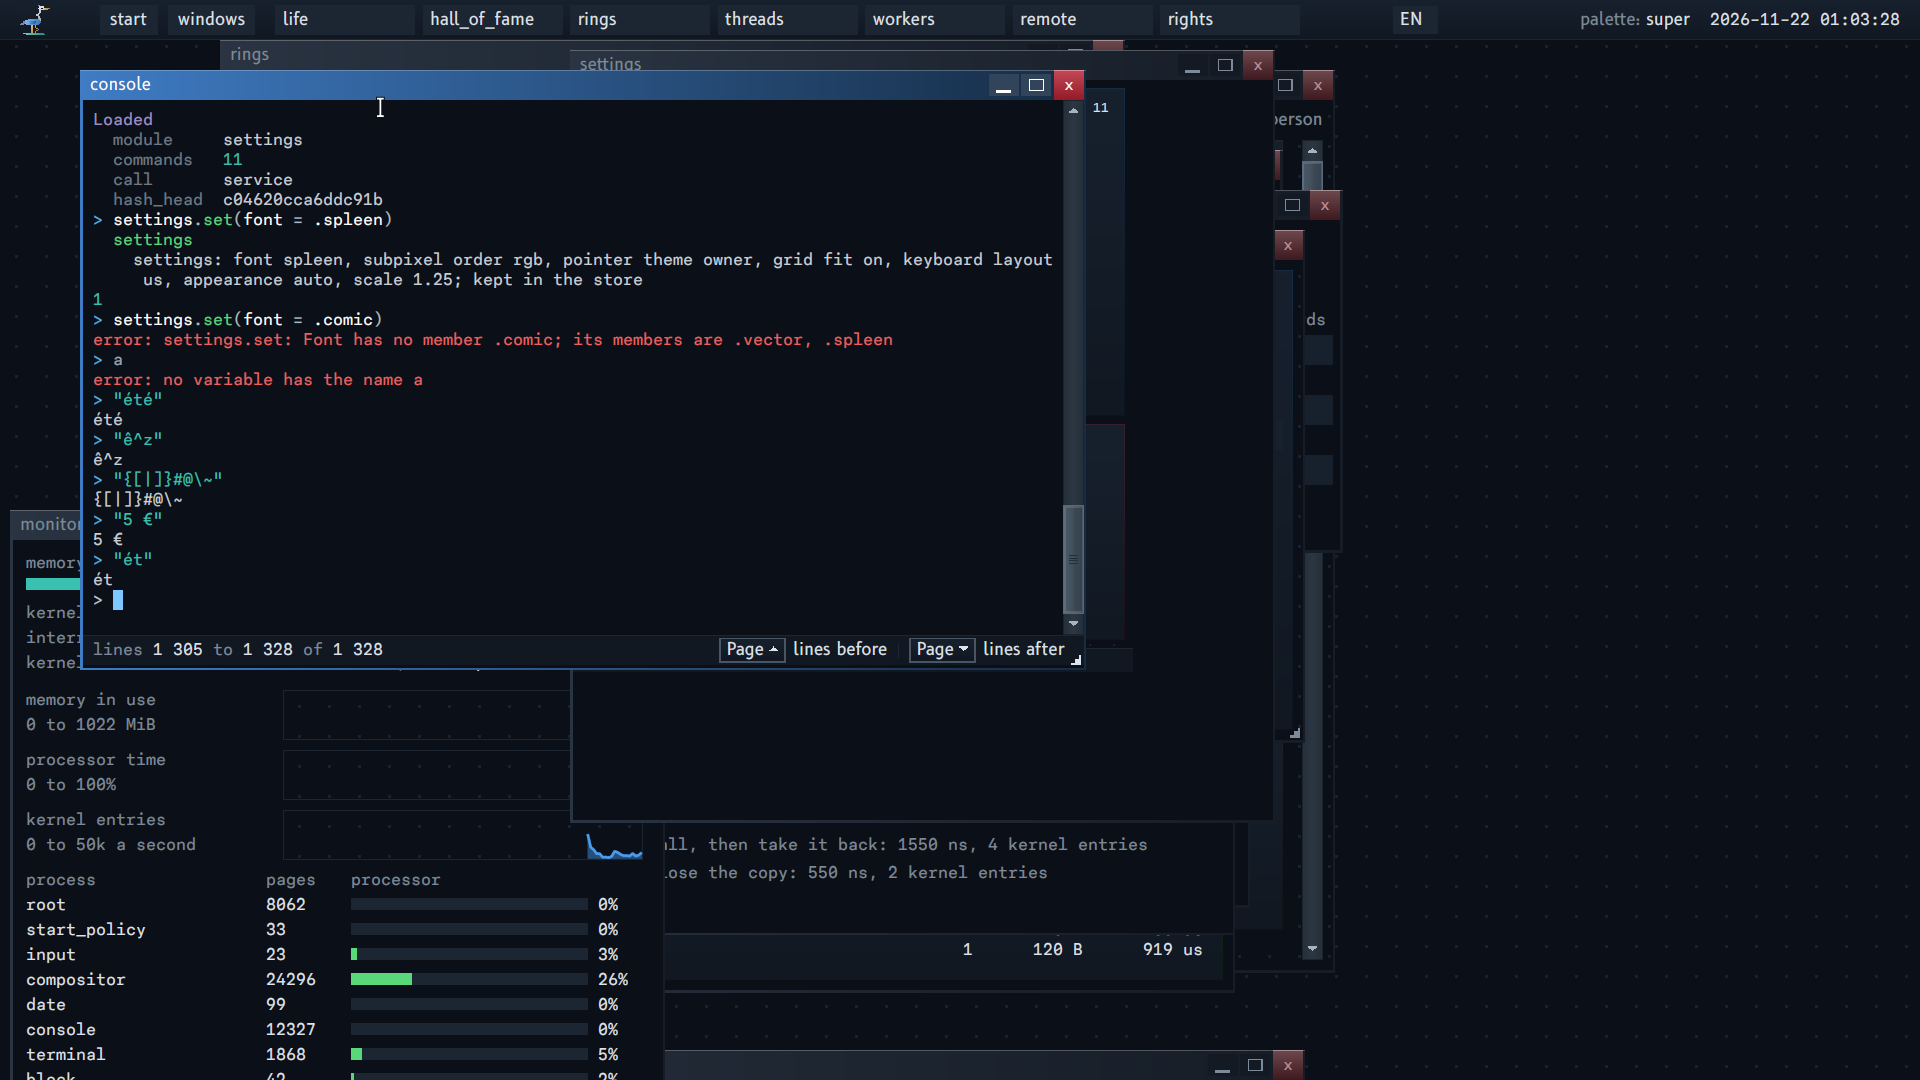 start windows life hall_of_fame rings threads workers remote rights EN palette: super 2026-11-22 01:03:28
rings
settings
console
11
Loaded
module settings
commands 11
call service
hash_head c04620cca6ddc91b
> settings.set(font = .spleen)
settings
settings: font spleen, subpixel order rgb, pointer theme owner, grid fit on, keyboard layout
us, appearance auto, scale 1.25; kept in the store
1
> settings.set(font = .comic)
error: settings.set: Font has no member .comic; its members are .vector, .spleen
> a
error: no variable has the name a
> "été"
été
> "ê^z"
ê^z
> "{[|]}#@\~"
{[|]}#@\~
> "5 €"
5 €
> "ét"
ét
>
lines 1 305 to 1 328 of 1 328 Page lines before Page lines after
erson
ds
monitor
memory
kernel
inter
kernel
memory in use
0 to 1022 MiB
processor time
0 to 100%
kernel entries
0 to 50k a second
all, then take it back: 1550 ns, 4 kernel entries
lose the copy: 550 ns, 2 kernel entries
1 120 B 919 us
process pages processor
root 8062 0%
start_policy 33 0%
input 23 3%
compositor 24296 26%
date 99 0%
console 12327 0%
terminal 1868 5%
block 42 2%